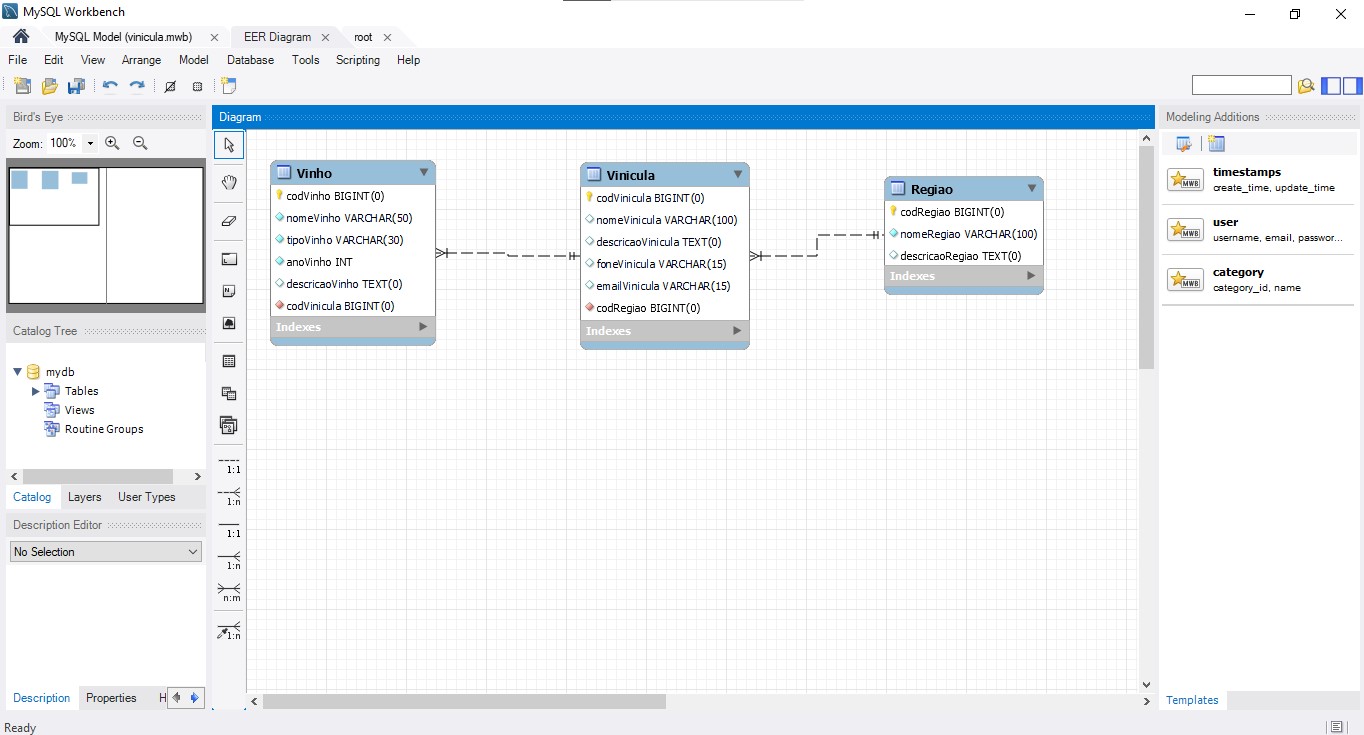 MySQL Workbench
MySQL Model (vinicula.mwb)
EER Diagram
root
File Edit View Arrange Model Database Tools Scripting Help
Bird's Eye
Zoom: 100%
Catalog Tree
mydb
Tables
Views
Routine Groups
Catalog Layers User Types
Description Editor
No Selection
Description Properties H
Ready
Diagram
1:1
1:n
1:1
1:n
n:m
1:n
Vinho
codVinho BIGINT(0)
nomeVinho VARCHAR(50)
tipoVinho VARCHAR(30)
anoVinho INT
descricaoVinho TEXT(0)
codVinicula BIGINT(0)
Indexes
Vinicula
codVinicula BIGINT(0)
nomeVinicula VARCHAR(100)
descricaoVinicula TEXT(0)
foneVinicula VARCHAR(15)
emailVinicula VARCHAR(15)
codRegiao BIGINT(0)
Indexes
Regiao
codRegiao BIGINT(0)
nomeRegiao VARCHAR(100)
descricaoRegiao TEXT(0)
Indexes
Modeling Additions
MWB
timestamps
create_time, update_time
MWB
user
username, email, passwor...
MWB
category
category_id, name
Templates